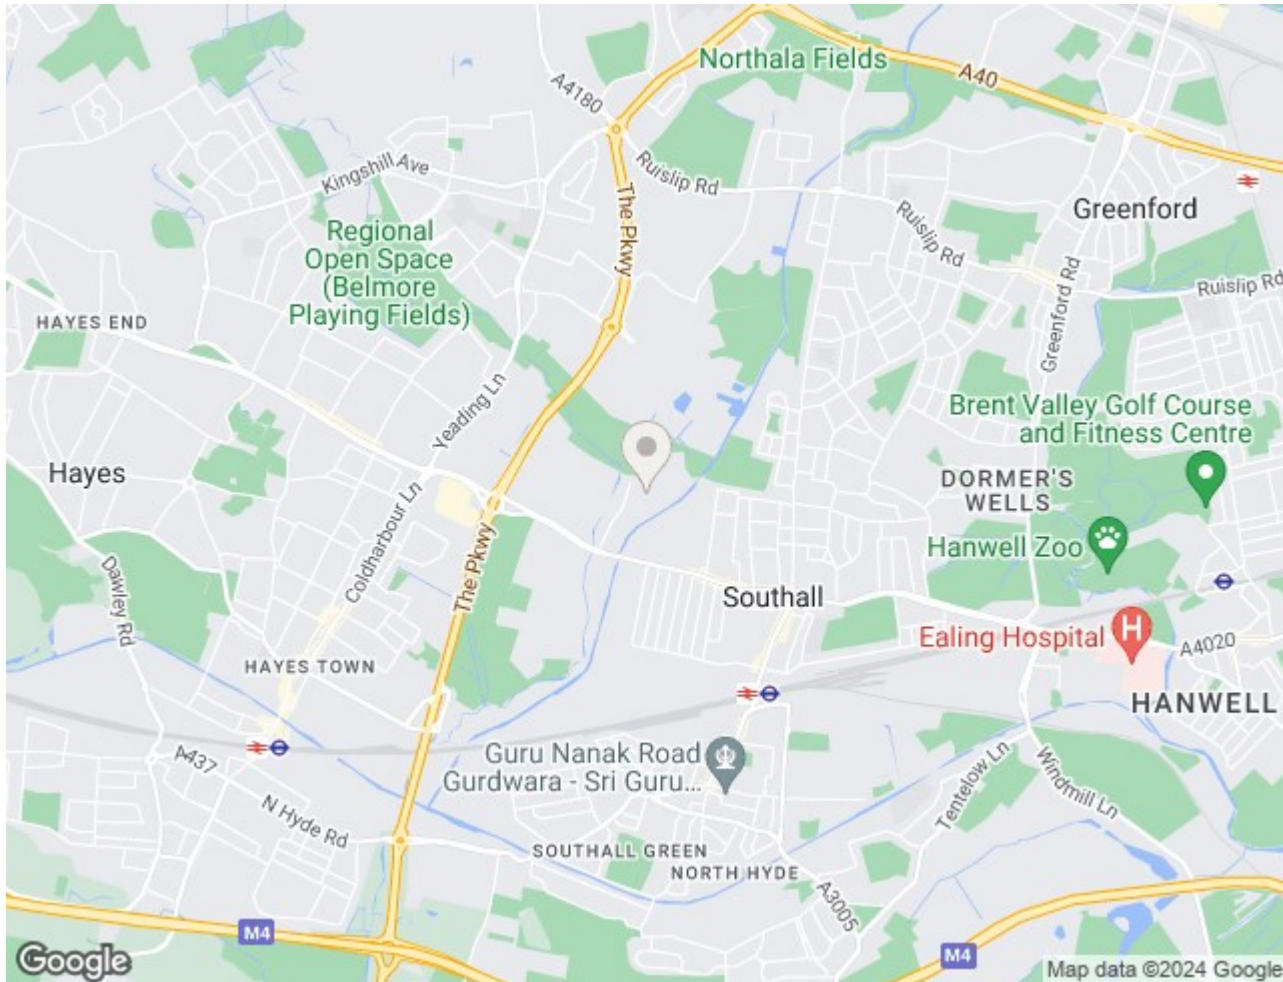 Northala Fields
A40
A4180
Kingshill Ave
Ruislip Rd
The Pkwy
Ruislip Rd
Greenford
Regional
Open Space
(Belmore
Playing Fields)
Greenford Rd
Ruislip Rd
HAYES END
Yeading Ln
Brent Valley Golf Course
and Fitness Centre
Hayes
DORMER'S
WELLS
Coldharbour Ln
The Pkwy
Hanwell Zoo
Dawley Rd
Southall
Ealing Hospital
H
A4020
HAYES TOWN
HANWELL
A437
Guru Nanak Road
Gurdwara - Sri Guru...
Tentelow Ln
Windmill Ln
N Hyde Rd
SOUTHALL GREEN
NORTH HYDE
A3005
M4
M4
Google
Map data ©2024 Google